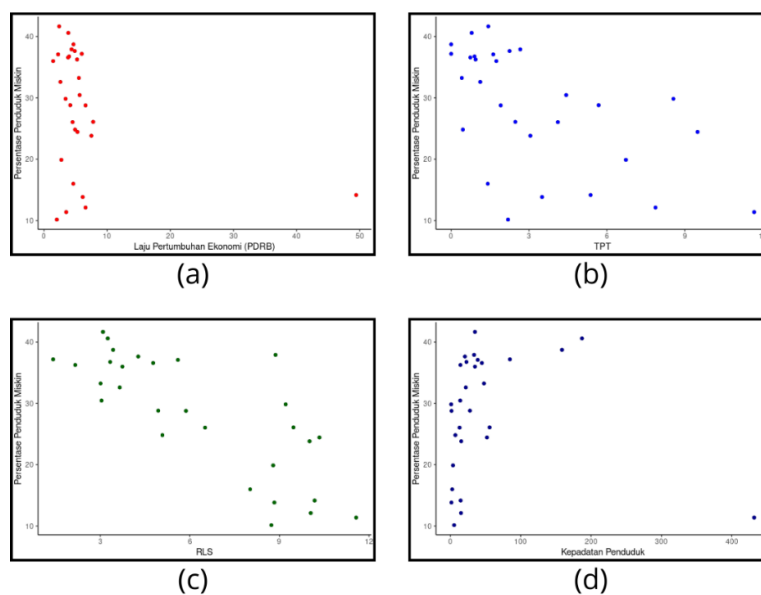 Persentase Penduduk Miskin
40
30
20
10
0 10 20 30 40 50
Laju Pertumbuhan Ekonomi (PDRB)
(a)
Persentase Penduduk Miskin
40
30
20
10
0 3 6 9 1
TPT
(b)
Persentase Penduduk Miskin
40
30
20
10
3 6 9 12
RLS
(c)
Persentase Penduduk Miskin
40
30
20
10
0 100 200 300 400
Kepadatan Penduduk
(d)